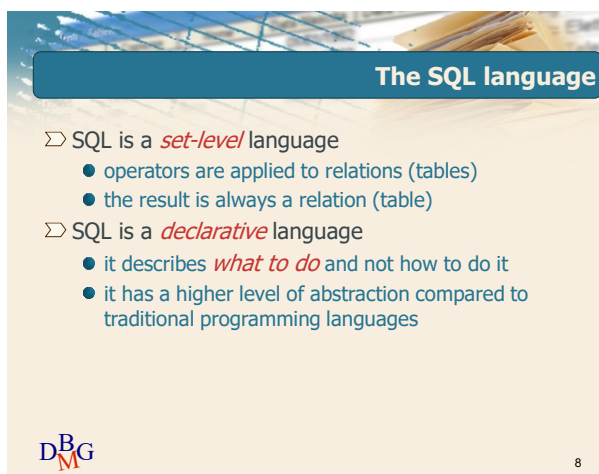 The SQL language
SQL is a set-level language
operators are applied to relations (tables)
the result is always a relation (table)
SQL is a declarative language
it describes what to do and not how to do it
it has a higher level of abstraction compared to
traditional programming languages
DBMG
8